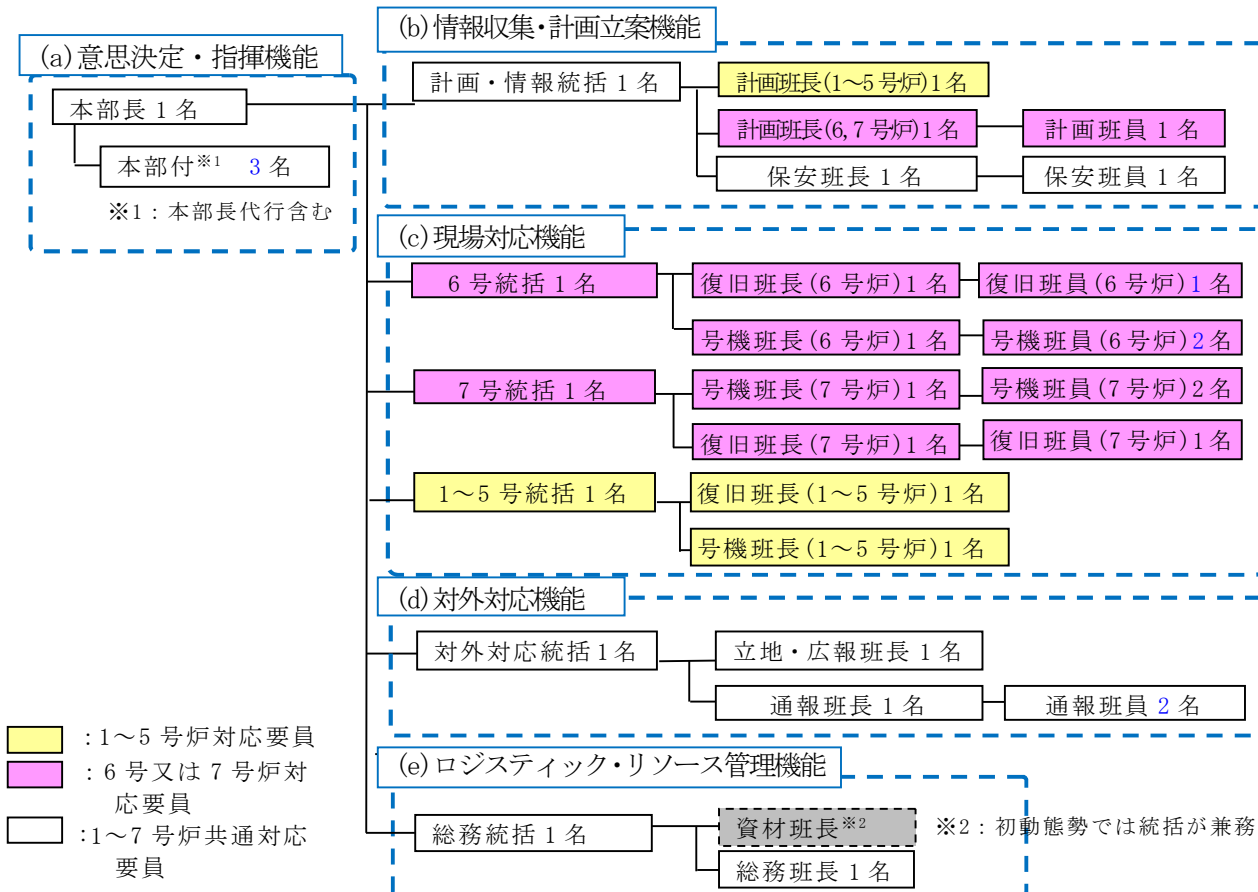 (a)意思決定・指揮機能
本部長 1 名
本部付※1 3 名
※1：本部長代行含む
(b)情報収集・計画立案機能
計画・情報統括 1 名
計画班長(1～5号炉)1名
計画班長(6,7 号炉)1名
計画班員 1 名
保安班長 1 名
保安班員 1 名
(c)現場対応機能
6 号統括 1 名
復旧班長(6 号炉)1 名
復旧班員(6 号炉)1 名
号機班長(6 号炉)1 名
号機班員(6 号炉)2 名
7 号統括 1 名
号機班長(7 号炉)1 名
号機班員(7 号炉)2 名
復旧班長(7 号炉)1 名
復旧班員(7 号炉)1 名
1～5 号統括 1 名
復旧班長(1～5 号炉)1 名
号機班長(1～5 号炉)1 名
(d)対外対応機能
対外対応統括 1 名
立地・広報班長 1 名
通報班長 1 名
通報班員 2 名
(e)ロジスティック・リソース管理機能
総務統括 1 名
資材班長※2
※2：初動態勢では統括が兼務
総務班長 1 名
：1～5 号炉対応要員
：6 号又は 7 号炉対
応要員
：1～7 号炉共通対応
要員